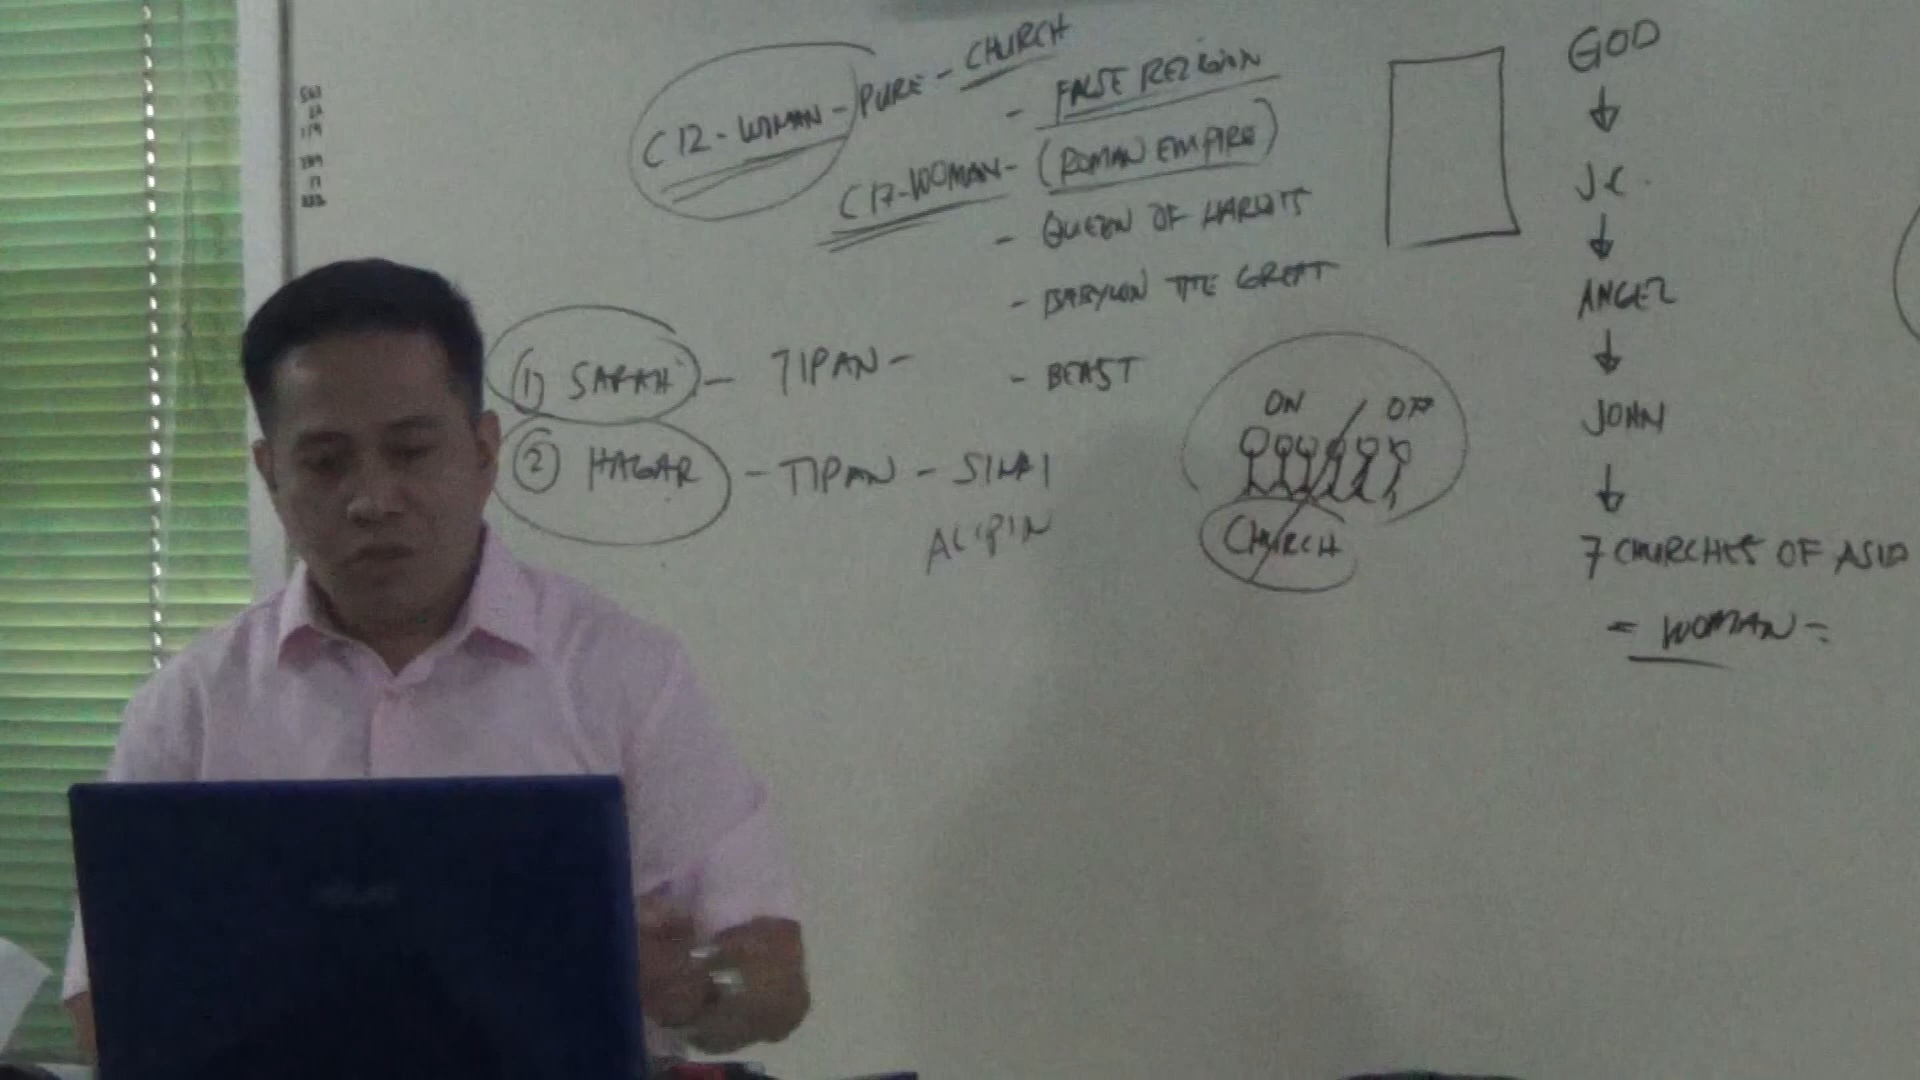 C12 - WOMAN - PURE - CHURCH
- FALSE RELIGION
C17 - WOMAN - (ROMAN EMPIRE)
- QUEEN OF HARLOTS
- BABYLON THE GREAT
- BEAST
1) SARAH - TIPAN -
2 HAGAR - TIPAN - SINAI
ALIPIN
ON / OFF
CHURCH
GOD
JC.
ANGEL
JOHN
7 CHURCHES OF ASIA
- WOMAN -